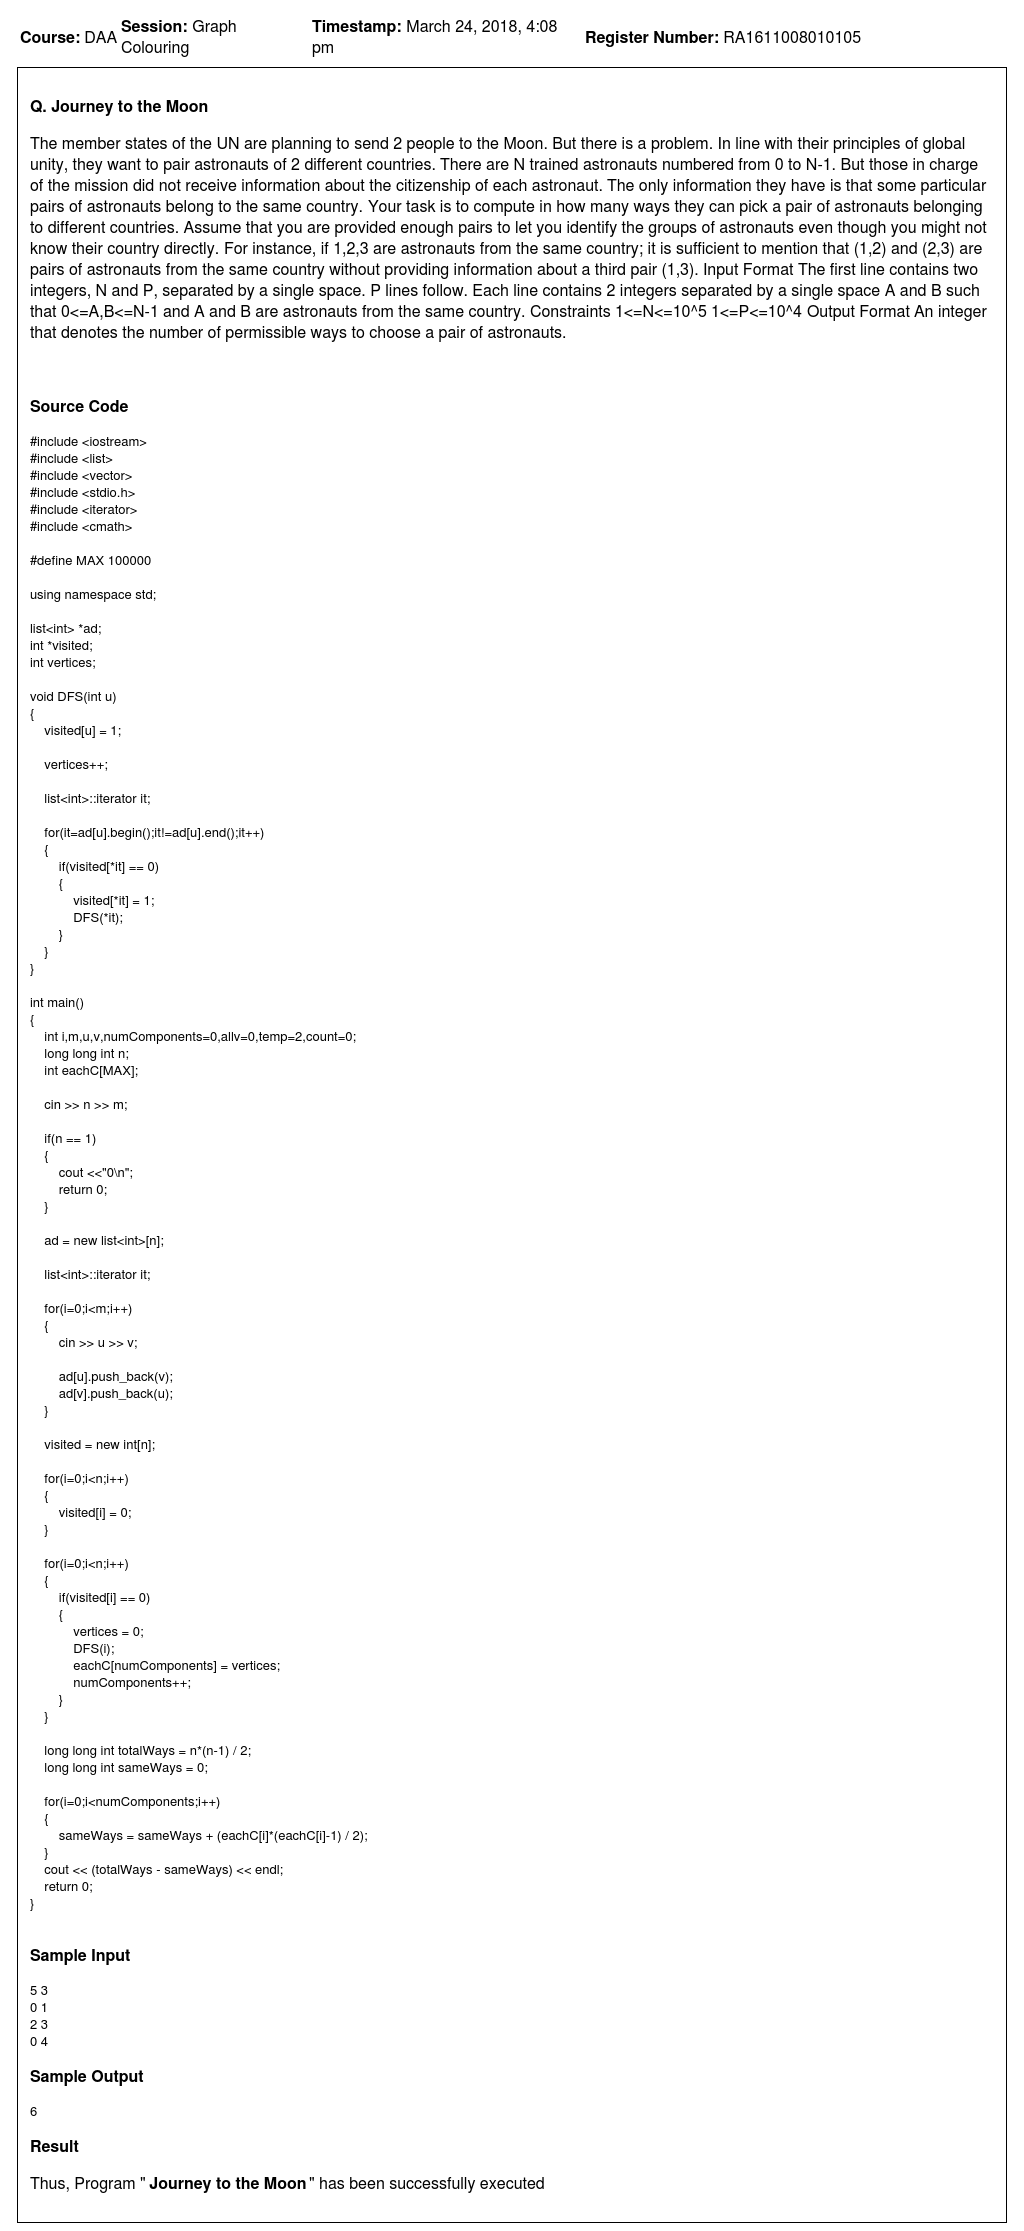 Course: DAA Session: Graph Colouring Timestamp: March 24, 2018, 4:08 pm Register Number: RA1611008010105
Q. Journey to the Moon
The member states of the UN are planning to send 2 people to the Moon. But there is a problem. In line with their principles of global
unity, they want to pair astronauts of 2 different countries. There are N trained astronauts numbered from 0 to N-1. But those in charge
of the mission did not receive information about the citizenship of each astronaut. The only information they have is that some particular
pairs of astronauts belong to the same country. Your task is to compute in how many ways they can pick a pair of astronauts belonging
to different countries. Assume that you are provided enough pairs to let you identify the groups of astronauts even though you might not
know their country directly. For instance, if 1,2,3 are astronauts from the same country; it is sufficient to mention that (1,2) and (2,3) are
pairs of astronauts from the same country without providing information about a third pair (1,3). Input Format The first line contains two
integers, N and P, separated by a single space. P lines follow. Each line contains 2 integers separated by a single space A and B such
that 0<=A,B<=N-1 and A and B are astronauts from the same country. Constraints 1<=N<=10^5 1<=P<=10^4 Output Format An integer
that denotes the number of permissible ways to choose a pair of astronauts.
Source Code
#include <iostream>
#include <list>
#include <vector>
#include <stdio.h>
#include <iterator>
#include <cmath>
#define MAX 100000
using namespace std;
list<int> *ad;
int *visited;
int vertices;
void DFS(int u)
{
visited[u] = 1;
vertices++;
list<int>::iterator it;
for(it=ad[u].begin();it!=ad[u].end();it++)
{
if(visited[*it] == 0)
{
visited[*it] = 1;
DFS(*it);
}
}
}
int main()
{
int i,m,u,v,numComponents=0,allv=0,temp=2,count=0;
long long int n;
int eachC[MAX];
cin >> n >> m;
if(n == 1)
{
cout <<"0\n";
return 0;
}
ad = new list<int>[n];
list<int>::iterator it;
for(i=0;i<m;i++)
{
cin >> u >> v;
ad[u].push_back(v);
ad[v].push_back(u);
}
visited = new int[n];
for(i=0;i<n;i++)
{
visited[i] = 0;
}
for(i=0;i<n;i++)
{
if(visited[i] == 0)
{
vertices = 0;
DFS(i);
eachC[numComponents] = vertices;
numComponents++;
}
}
long long int totalWays = n*(n-1) / 2;
long long int sameWays = 0;
for(i=0;i<numComponents;i++)
{
sameWays = sameWays + (eachC[i]*(eachC[i]-1) / 2);
}
cout << (totalWays - sameWays) << endl;
return 0;
}
Sample Input
5 3
0 1
2 3
0 4
Sample Output
6
Result
Thus, Program " Journey to the Moon " has been successfully executed